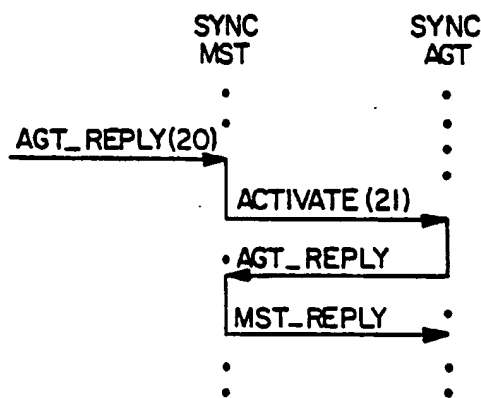 SYNC MST
SYNC AGT
AGT_REPLY(20)
ACTIVATE(21)
AGT_REPLY
MST_REPLY